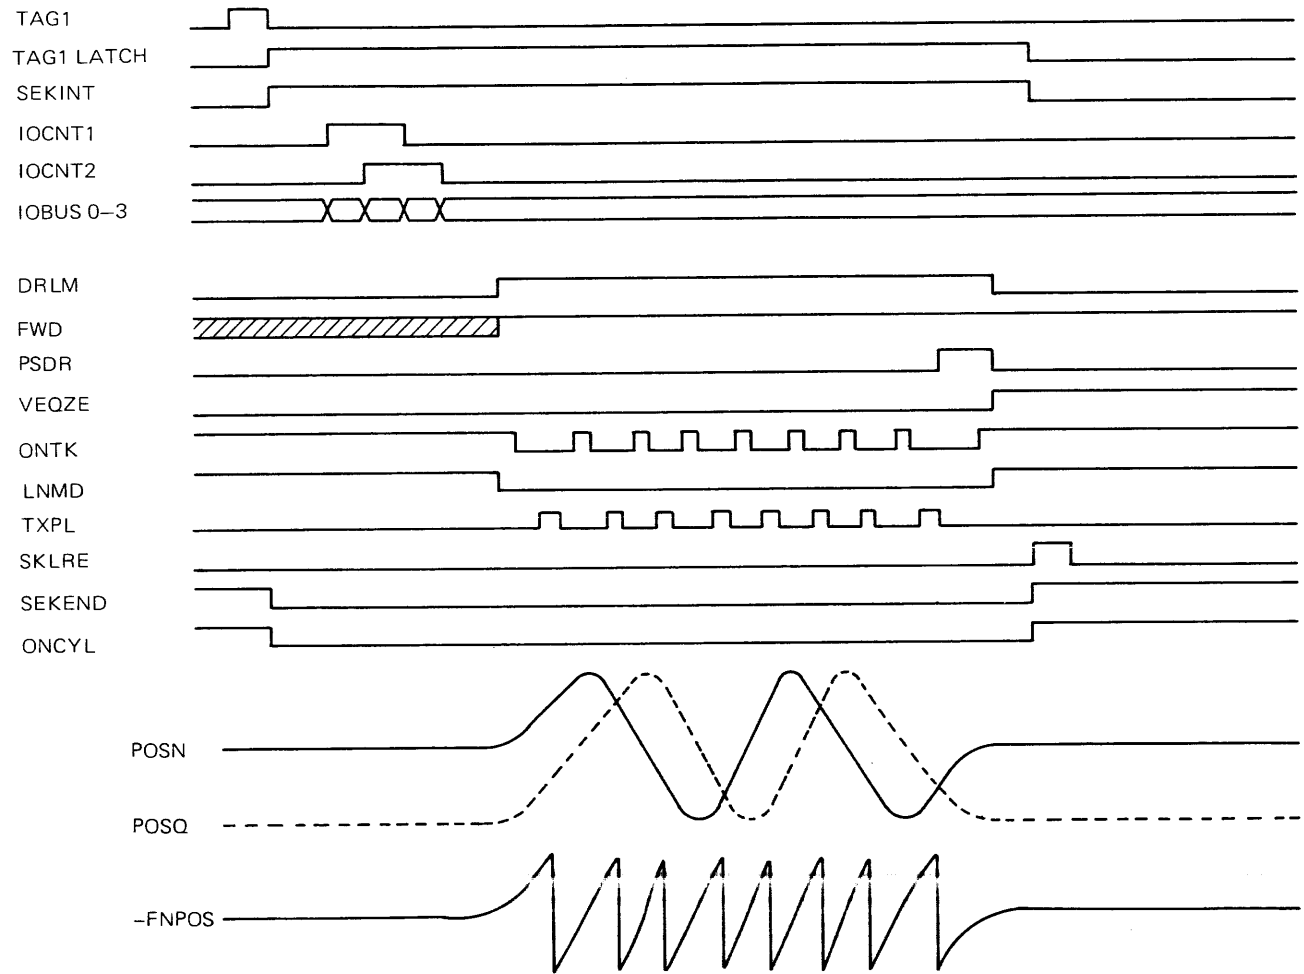 TAG1
TAG1 LATCH
SEKINT
IOCNT1
IOCNT2
IOBUS 0–3
DRLM
FWD
PSDR
VEQZE
ONTK
LNMD
TXPL
SKLRE
SEKEND
ONCYL
POSN
POSQ
–FNPOS